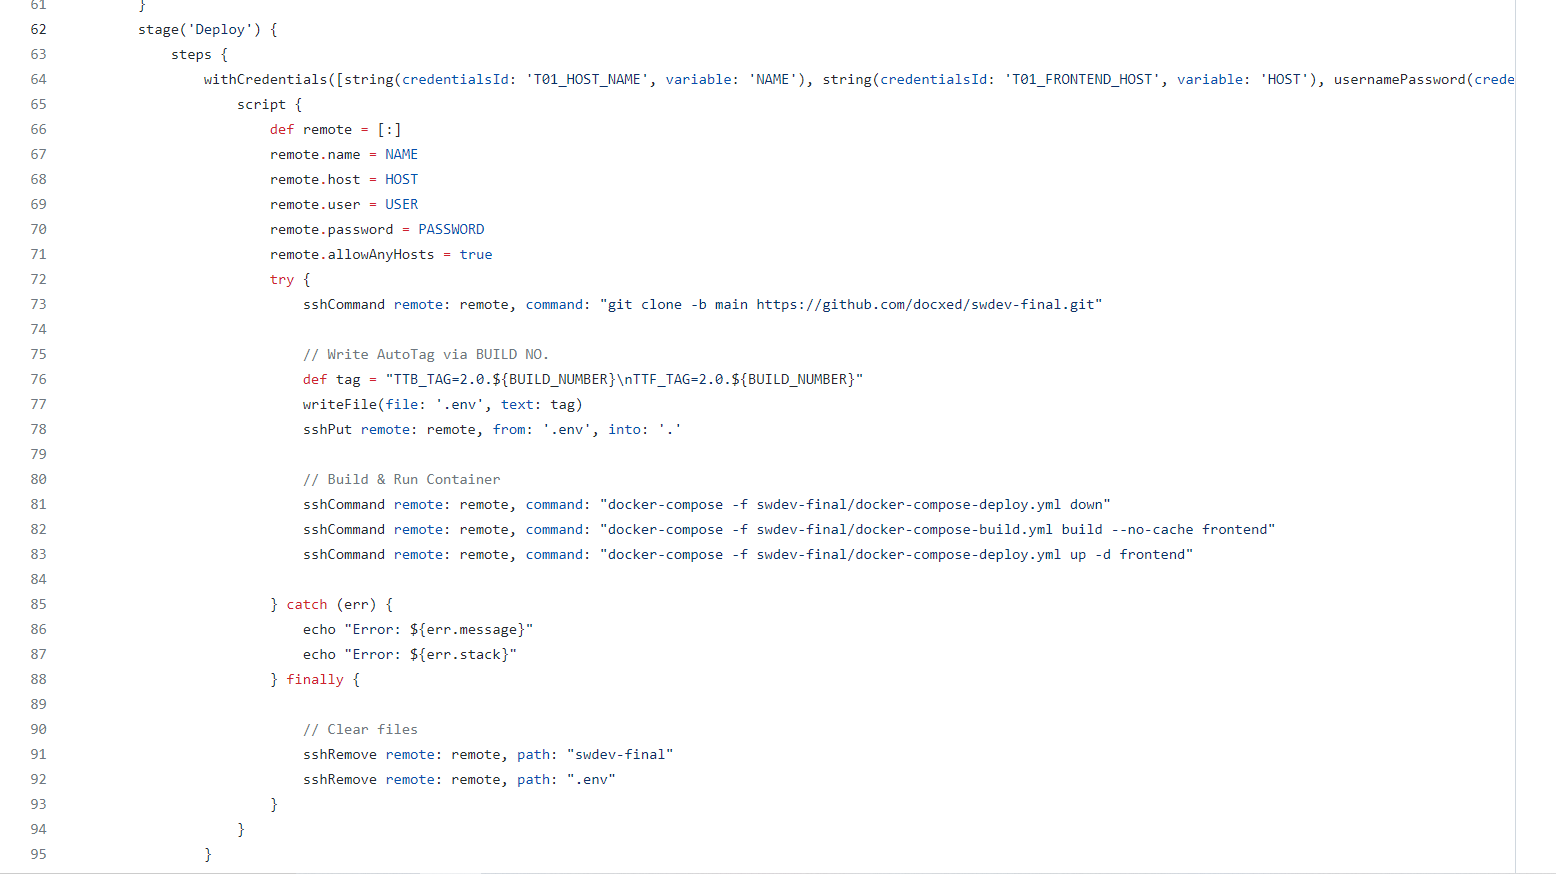 61 }
62 stage('Deploy') {
63 steps {
64 withCredentials([string(credentialsId: 'T01_HOST_NAME', variable: 'NAME'), string(credentialsId: 'T01_FRONTEND_HOST', variable: 'HOST'), usernamePassword(crede
65 script {
66 def remote = [:]
67 remote.name = NAME
68 remote.host = HOST
69 remote.user = USER
70 remote.password = PASSWORD
71 remote.allowAnyHosts = true
72 try {
73 sshCommand remote: remote, command: "git clone -b main https://github.com/docxed/swdev-final.git"
74
75 // Write AutoTag via BUILD NO.
76 def tag = "TTB_TAG=2.0.${BUILD_NUMBER}\nTTF_TAG=2.0.${BUILD_NUMBER}"
77 writeFile(file: '.env', text: tag)
78 sshPut remote: remote, from: '.env', into: '.'
79
80 // Build & Run Container
81 sshCommand remote: remote, command: "docker-compose -f swdev-final/docker-compose-deploy.yml down"
82 sshCommand remote: remote, command: "docker-compose -f swdev-final/docker-compose-build.yml build --no-cache frontend"
83 sshCommand remote: remote, command: "docker-compose -f swdev-final/docker-compose-deploy.yml up -d frontend"
84
85 } catch (err) {
86 echo "Error: ${err.message}"
87 echo "Error: ${err.stack}"
88 } finally {
89
90 // Clear files
91 sshRemove remote: remote, path: "swdev-final"
92 sshRemove remote: remote, path: ".env"
93 }
94 }
95 }